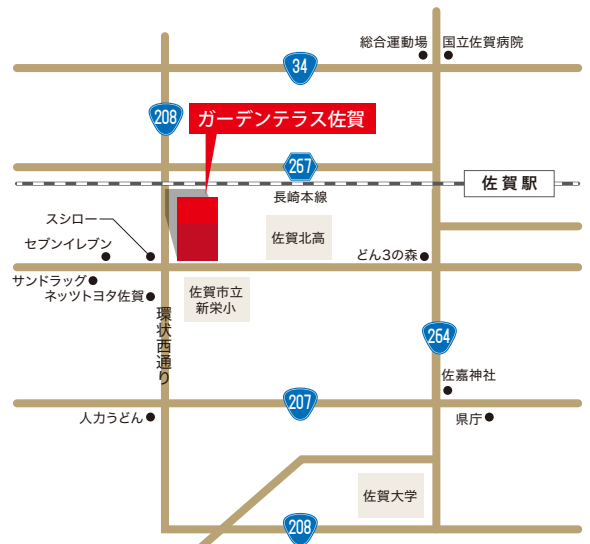 総合運動場
国立佐賀病院
34
208
ガーデンテラス佐賀
267
佐賀駅
長崎本線
スシロー
佐賀北高
セブンイレブン
どん3の森
サンドラッグ
ネッツトヨタ佐賀
佐賀市立
新栄小
環状西通り
264
佐嘉神社
207
人力うどん
県庁
佐賀大学
208